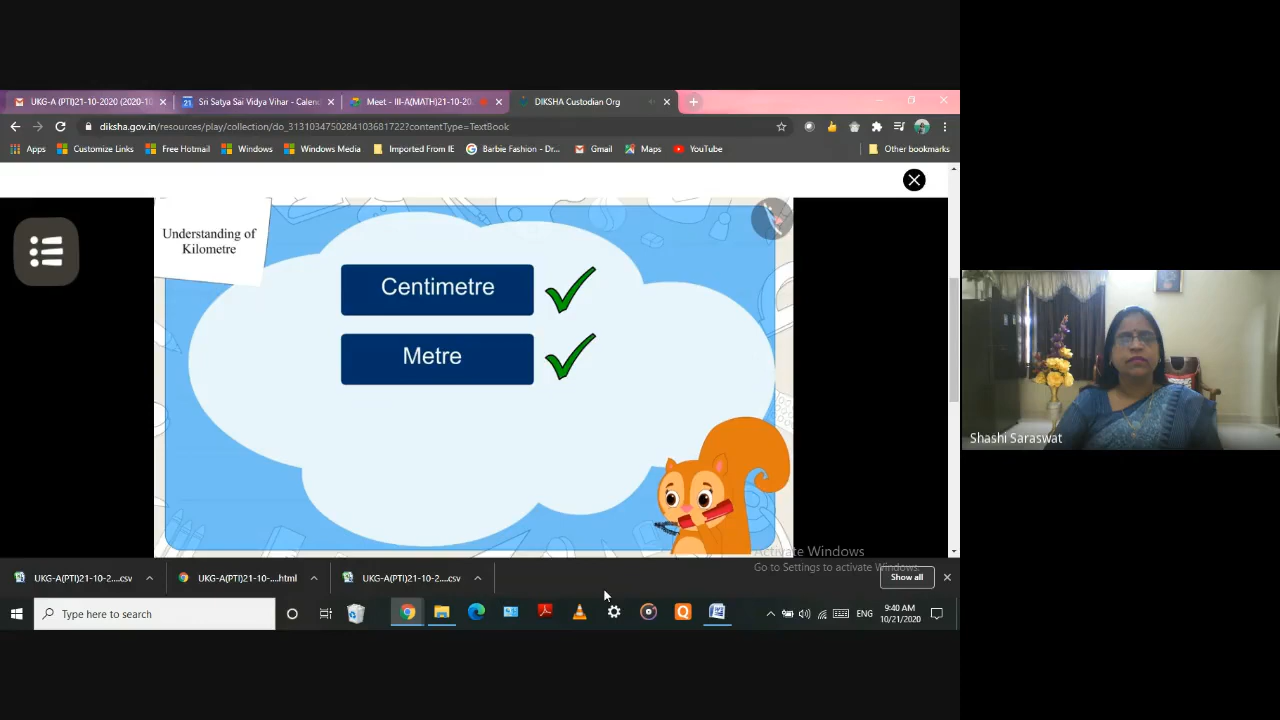 UKG-A (PTI)21-10-2020 (2020-10
Sri Satya Sai Vidya Vihar - Calen
Meet - III-A(MATH)21-10-20
DIKSHA Custodian Org
diksha.gov.in/resources/play/collection/do_31310347502841036817​22?contentType=TextBook
Apps
Customize Links
Free Hotmail
Windows
Windows Media
Imported From IE
Barbie Fashion - Dr...
Gmail
Maps
YouTube
Other bookmarks
Understanding of
Kilometre
Centimetre
Metre
Shashi Saraswat
Activate Windows
Go to Settings to activate Windows.
UKG-A(PTI)21-10-2....csv
UKG-A(PTI)21-10-....html
UKG-A(PTI)21-10-2....csv
Show all
Type here to search
ENG
9:40 AM
10/21/2020